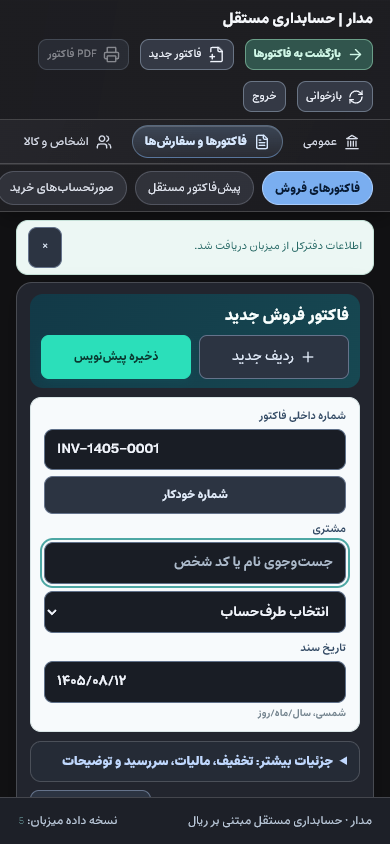 مدار | حسابداری مستقل
بازگشت به فاکتورها
فاکتور جدید
PDF فاکتور
بازخوانی
خروج
عمومی
فاکتورها و سفارش‌ها
اشخاص و کالا
فاکتورهای فروش
پیش‌فاکتور مستقل
صورتحساب‌های خرید
اطلاعات دفترکل از میزبان دریافت شد.
×
فاکتور فروش جدید
+ ردیف جدید
ذخیره پیش‌نویس
شماره داخلی فاکتور
INV-1405-0001
شماره خودکار
مشتری
جست‌وجوی نام یا کد شخص
انتخاب طرف‌حساب
تاریخ سند
۱۴۰۵/۰۸/۱۲
شمسی، سال/ماه/روز
جزئیات بیشتر: تخفیف، مالیات، سررسید و توضیحات
مدار · حسابداری مستقل مبتنی بر ریال
نسخه داده میزبان: 5